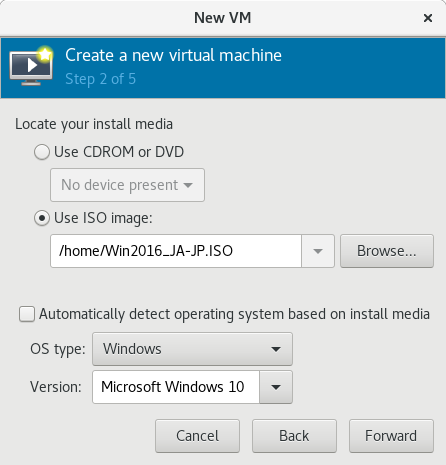 New VM
Create a new virtual machine
Step 2 of 5
Locate your install media
Use CDROM or DVD
No device present
Use ISO image:
/home/Win2016_JA-JP.ISO
Browse...
Automatically detect operating system based on install media
OS type: Windows
Version: Microsoft Windows 10
Cancel Back Forward